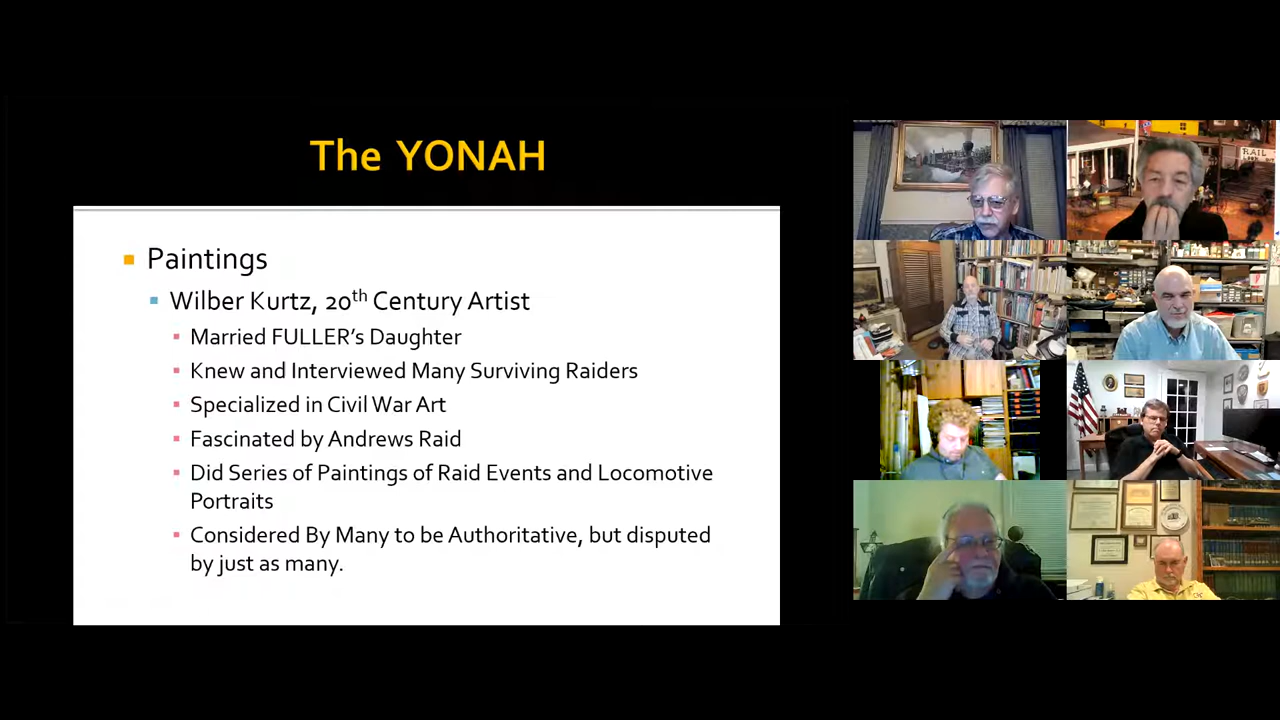 The YONAH
Paintings
Wilber Kurtz, 20th Century Artist
Married FULLER's Daughter
Knew and Interviewed Many Surviving Raiders
Specialized in Civil War Art
Fascinated by Andrews Raid
Did Series of Paintings of Raid Events and Locomotive
Portraits
Considered By Many to be Authoritative, but disputed
by just as many.
RAIL